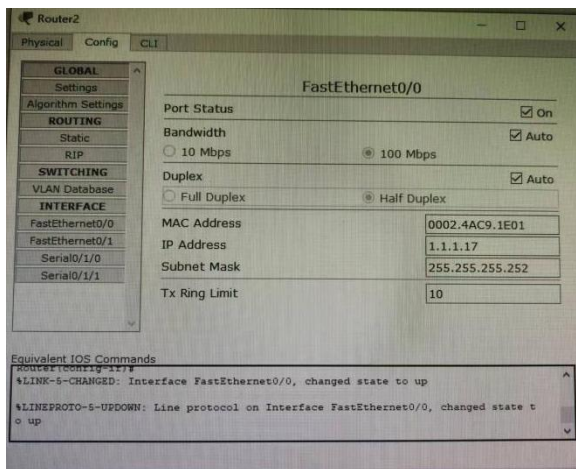 Router2
Physical Config CLI
GLOBAL
Settings
Algorithm Settings
ROUTING
Static
RIP
SWITCHING
VLAN Database
INTERFACE
FastEthernet0/0
FastEthernet0/1
Serial0/1/0
Serial0/1/1
FastEthernet0/0
Port Status On
Bandwidth Auto
10 Mbps 100 Mbps
Duplex Auto
Full Duplex Half Duplex
MAC Address 0002.4AC9.1E01
IP Address 1.1.1.17
Subnet Mask 255.255.255.252
Tx Ring Limit 10
Equivalent IOS Commands
Router(config-if)#
%LINK-5-CHANGED: Interface FastEthernet0/0, changed state to up
%LINEPROTO-5-UPDOWN: Line protocol on Interface FastEthernet0/0, changed state t
o up